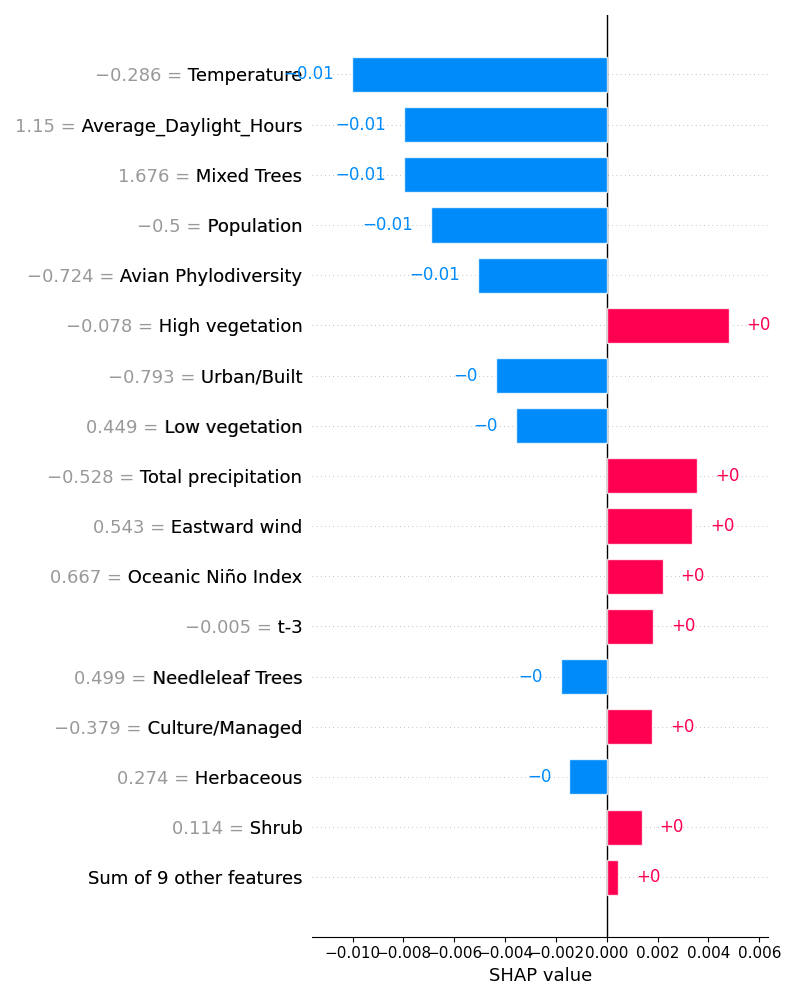 −0.286 = Temperature −0.01
1.15 = Average_Daylight_Hours −0.01
1.676 = Mixed Trees −0.01
−0.5 = Population −0.01
−0.724 = Avian Phylodiversity −0.01
−0.078 = High vegetation +0
−0.793 = Urban/Built −0
0.449 = Low vegetation −0
−0.528 = Total precipitation +0
0.543 = Eastward wind +0
0.667 = Oceanic Niño Index +0
−0.005 = t-3 +0
0.499 = Needleleaf Trees −0
−0.379 = Culture/Managed +0
0.274 = Herbaceous −0
0.114 = Shrub +0
Sum of 9 other features +0
−0.010 −0.008 −0.006 −0.004 −0.002 0.000 0.002 0.004 0.006
SHAP value